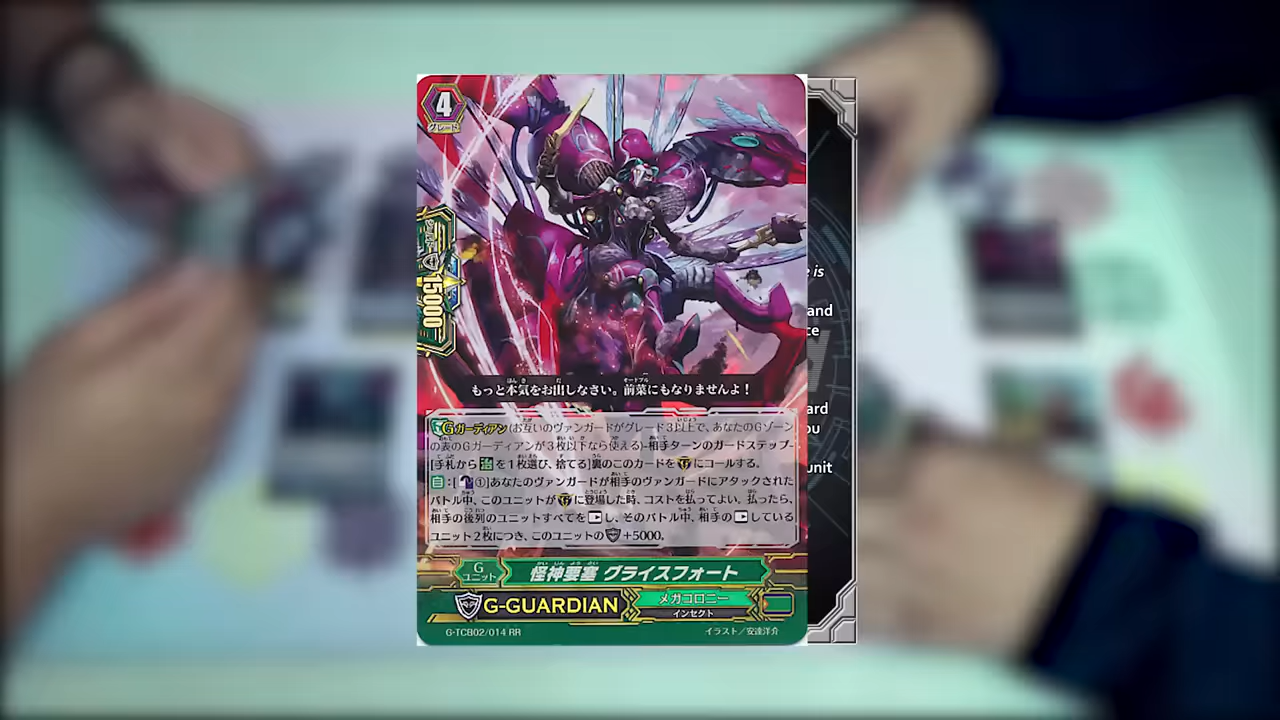 4
グレード
15000
もっと本気をお出しなさい。前菜にもなりませんよ！
Gガーディアン(お互いのヴァンガードがグレード3以上で、あなたのGゾーン
の表のGガーディアンが3枚以下なら使える)-相手ターンのガードステップ-
[手札から治を1枚選び、捨てる]裏のこのカードをGにコールする。
:[①]あなたのヴァンガードが相手のヴァンガードにアタックされた
バトル中、このユニットがGに登場した時、コストを払ってよい。払ったら、
相手の後列のユニットすべてをし、そのバトル中、相手のしている
ユニット2枚につき、このユニットの+5000。
G
ユニット
怪神要塞 グライスフォート
G-GUARDIAN
メガコロニー
インセクト
G-TCB02/014 RR
イラスト／安達洋介
is
and
ce
ard
ou
unit